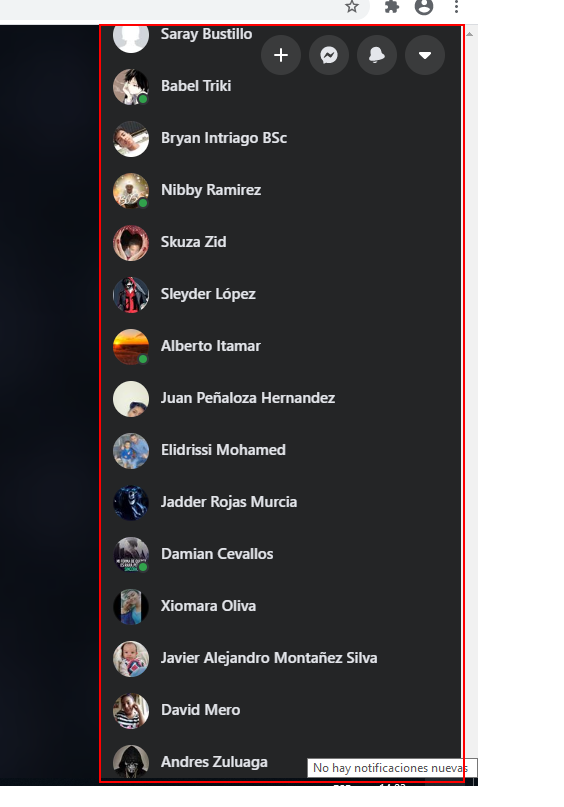 Saray Bustillo
Babel Triki
Bryan Intriago BSc
Nibby Ramirez
Skuza Zid
Sleyder López
Alberto Itamar
Juan Peñaloza Hernandez
Elidrissi Mohamed
Jadder Rojas Murcia
Damian Cevallos
Xiomara Oliva
Javier Alejandro Montañez Silva
David Mero
Andres Zuluaga
No hay notificaciones nuevas